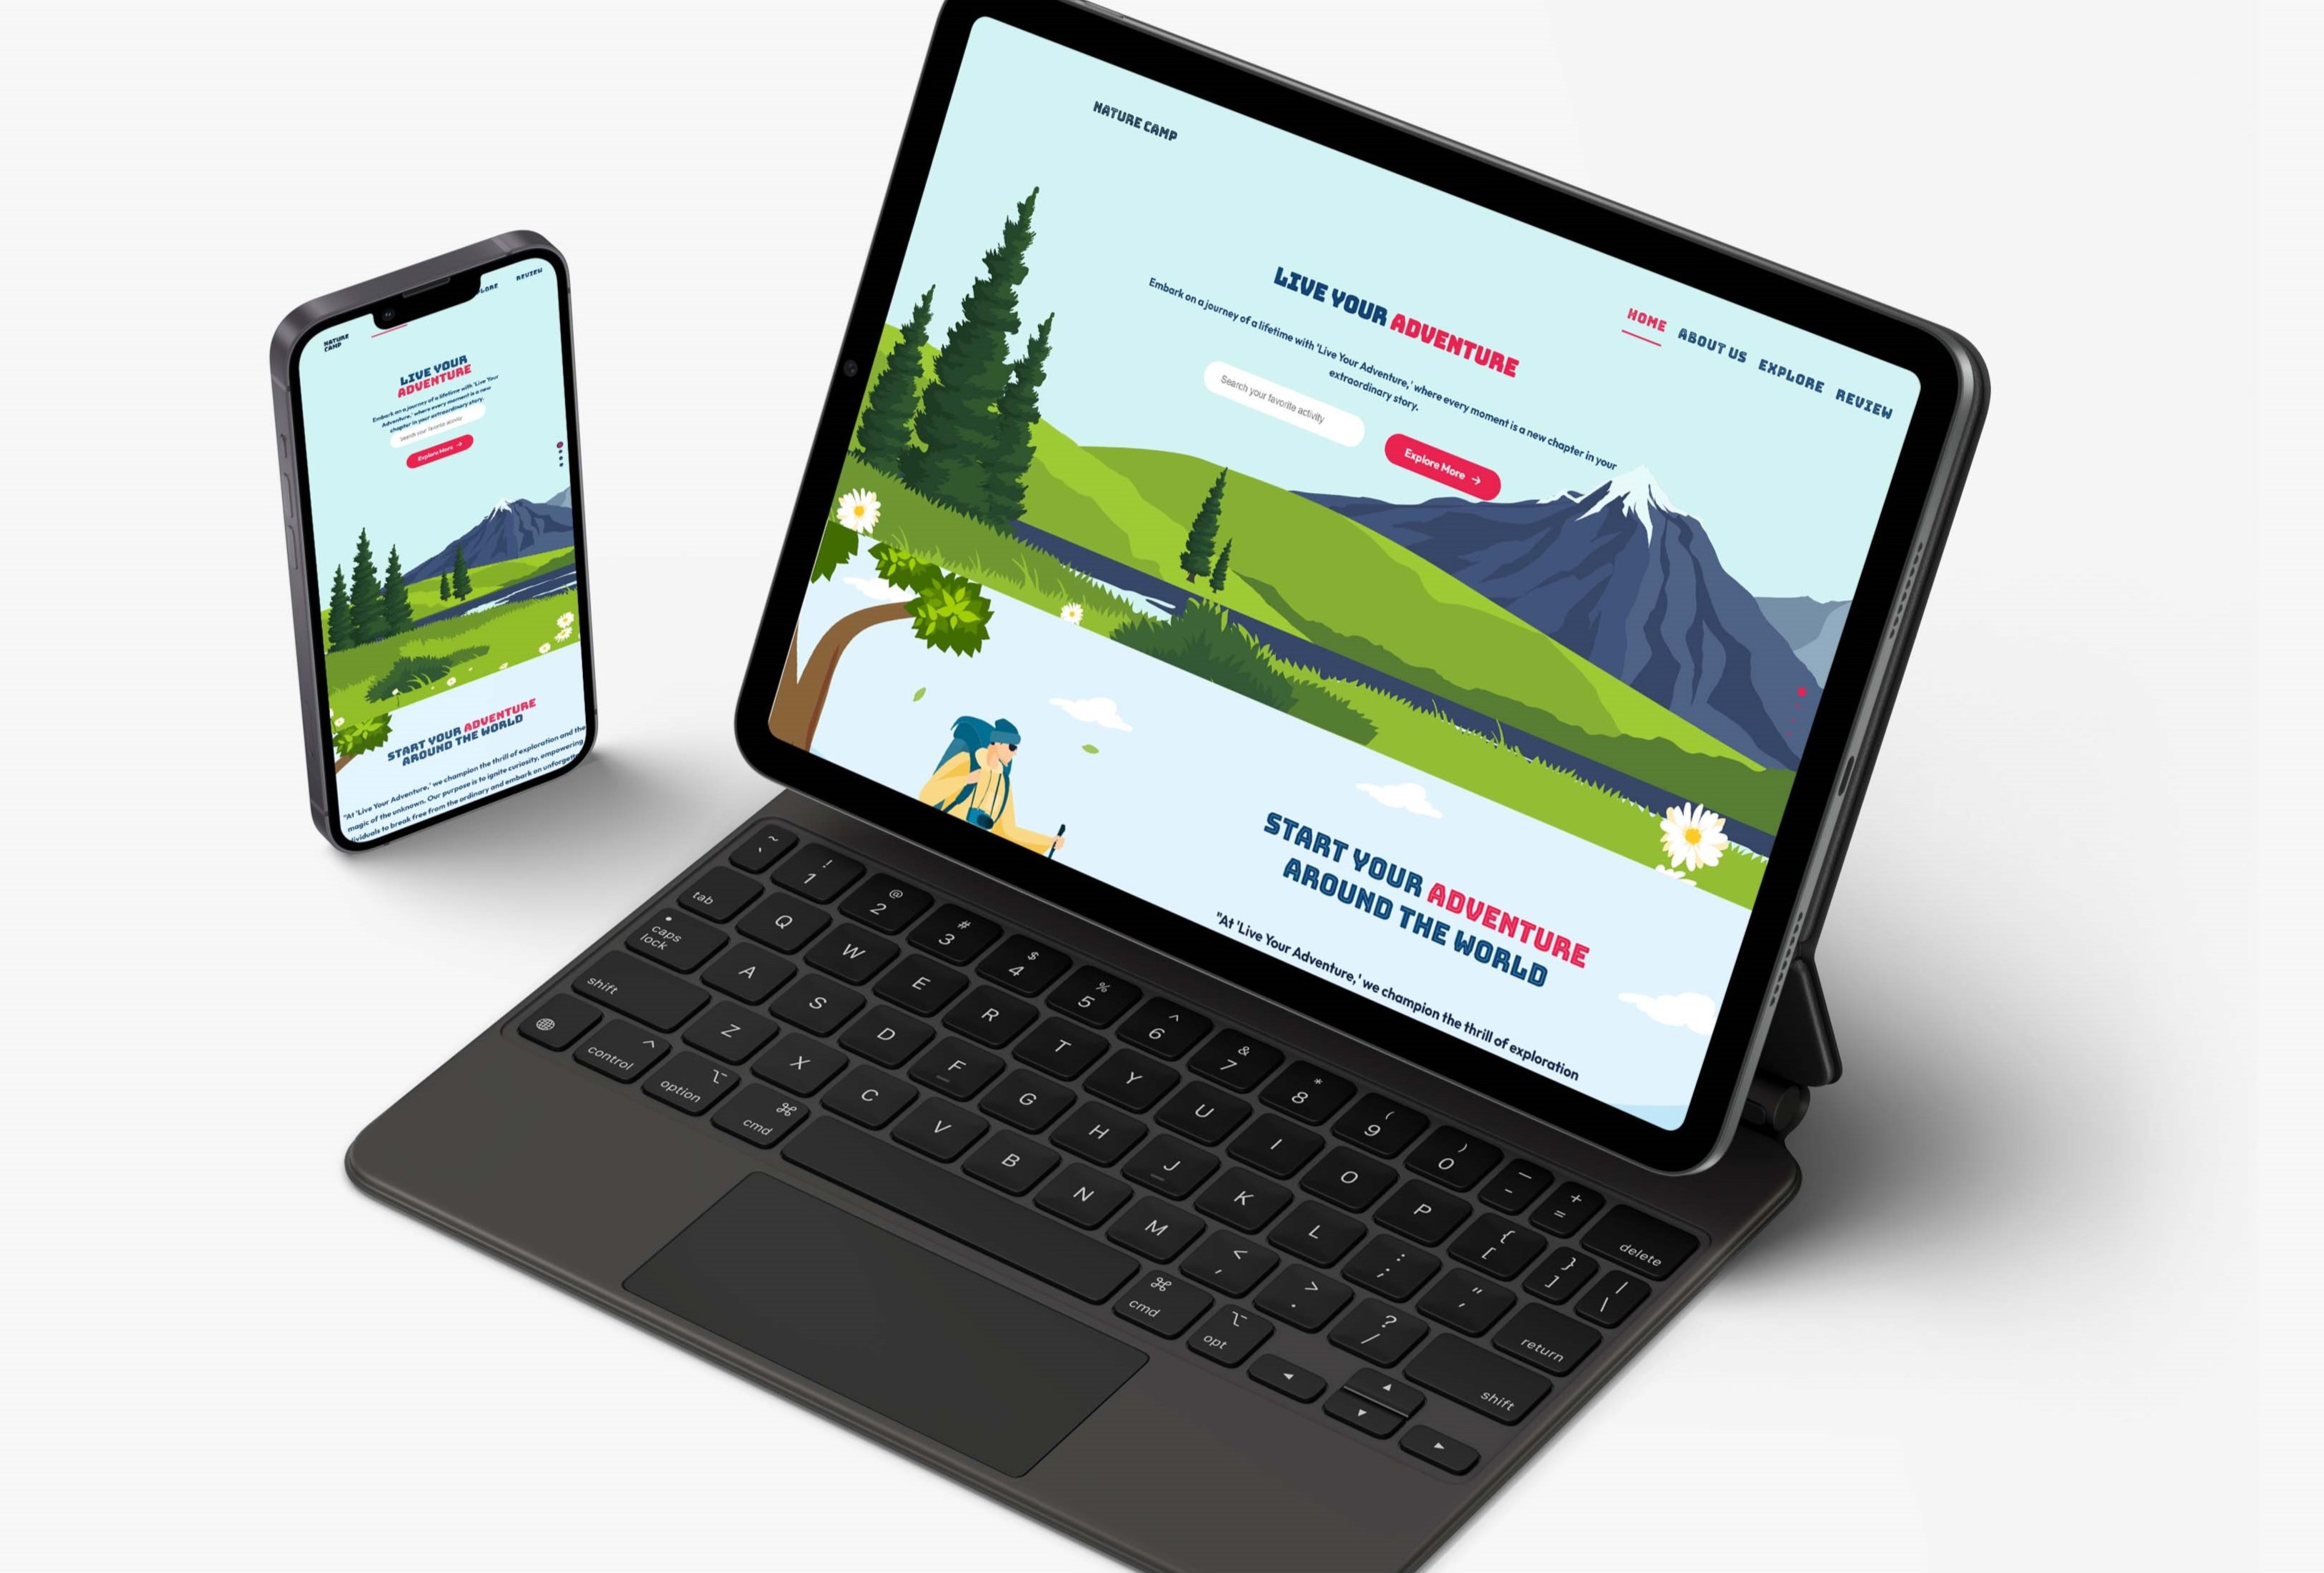 NATURE
CAMP
PLORE
REVIEW
LIVE YOUR
ADVENTURE
Embark on a journey of a lifetime with 'Live Your
Adventure,' where every moment is a new
chapter in your extraordinary story.
Search your favorite activity
Explore More →
START YOUR ADVENTURE
AROUND THE WORLD
"At 'Live Your Adventure,' we champion the thrill of exploration and the
magic of the unknown. Our purpose is to ignite curiosity, empowering
dividuals to break free from the ordinary and embark on unforgett
NATURE CAMP
HOME ABOUT US EXPLORE REVIEW
LIVE YOUR ADVENTURE
Embark on a journey of a lifetime with 'Live Your Adventure,' where every moment is a new chapter in your
extraordinary story.
Search your favorite activity
Explore More →
START YOUR ADVENTURE
AROUND THE WORLD
"At 'Live Your Adventure,' we champion the thrill of exploration
~ ` ! 1 @ 2 # 3 $ 4 % 5 ^ 6 & 7 * 8 ( 9 ) 0 — - + = delete
tab Q W E R T Y U I O P { [ } ] | \
caps lock A S D F G H J K L : ; " ' return
shift Z X C V B N M < , > . ? / shift
control ^ option ⌥ cmd ⌘ cmd ⌘ opt ⌥ ◄ ▲ ▼ ►